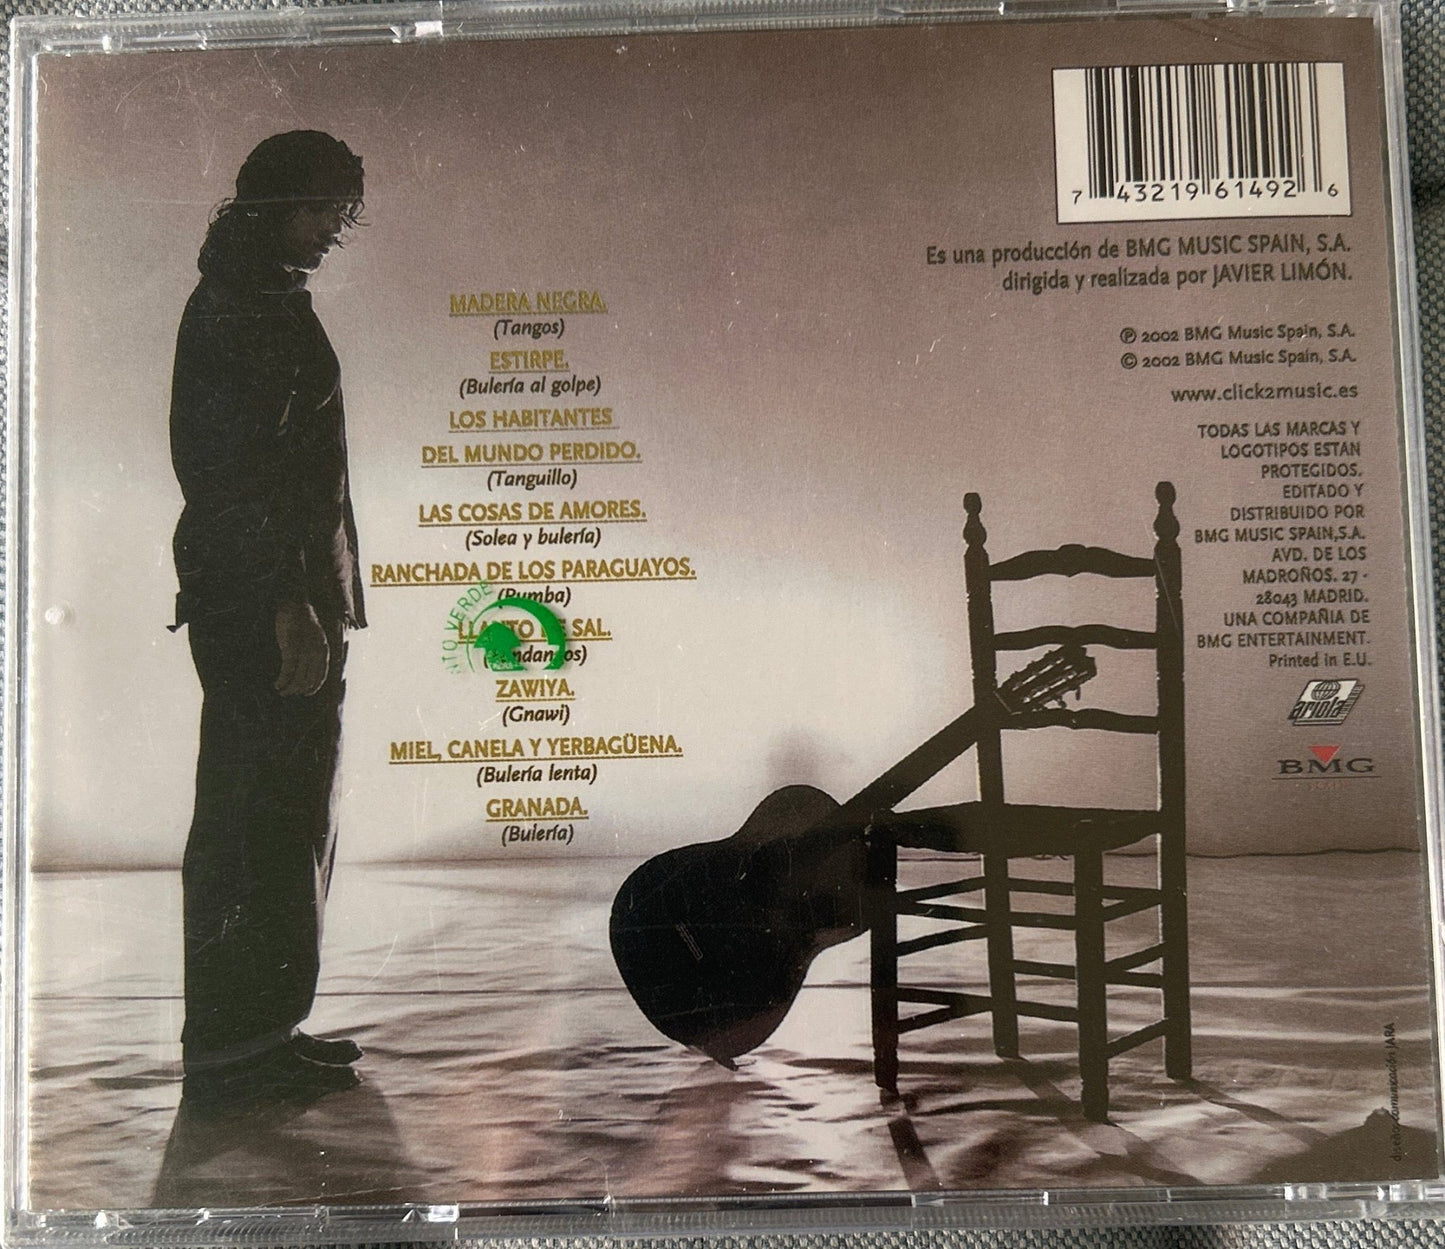 MADERA NEGRA.
(Tangos)
ESTIRPE.
(Bulería al golpe)
LOS HABITANTES
DEL MUNDO PERDIDO.
(Tanguillo)
LAS COSAS DE AMORES.
(Solea y bulería)
RANCHADA DE LOS PARAGUAYOS.
(Rumba)
SAL.
ZAWIYA.
(Gnawi)
MIEL, CANELA Y YERBAGÜENA.
(Bulería lenta)
GRANADA.
(Bulería)
VERDE
7 43219 61492 6
Es una producción de BMG MUSIC SPAIN, S.A.
dirigida y realizada por JAVIER LIMÓN.
℗ 2002 BMG Music Spain, S.A.
© 2002 BMG Music Spain, S.A.
www.click2music.es
TODAS LAS MARCAS Y
LOGOTIPOS ESTAN
PROTEGIDOS.
EDITADO Y
DISTRIBUIDO POR
BMG MUSIC SPAIN,S.A.
AVD. DE LOS
MADROÑOS. 27 -
28043 MADRID.
UNA COMPAÑIA DE
BMG ENTERTAINMENT.
Printed in E.U.
ariola
BMG
comunicación JARA